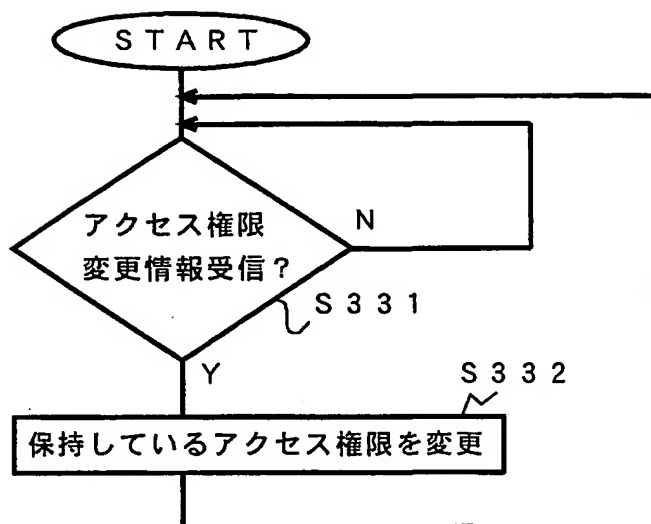 START
アクセス権限
変更情報受信?
N
S331
Y
S332
保持しているアクセス権限を変更